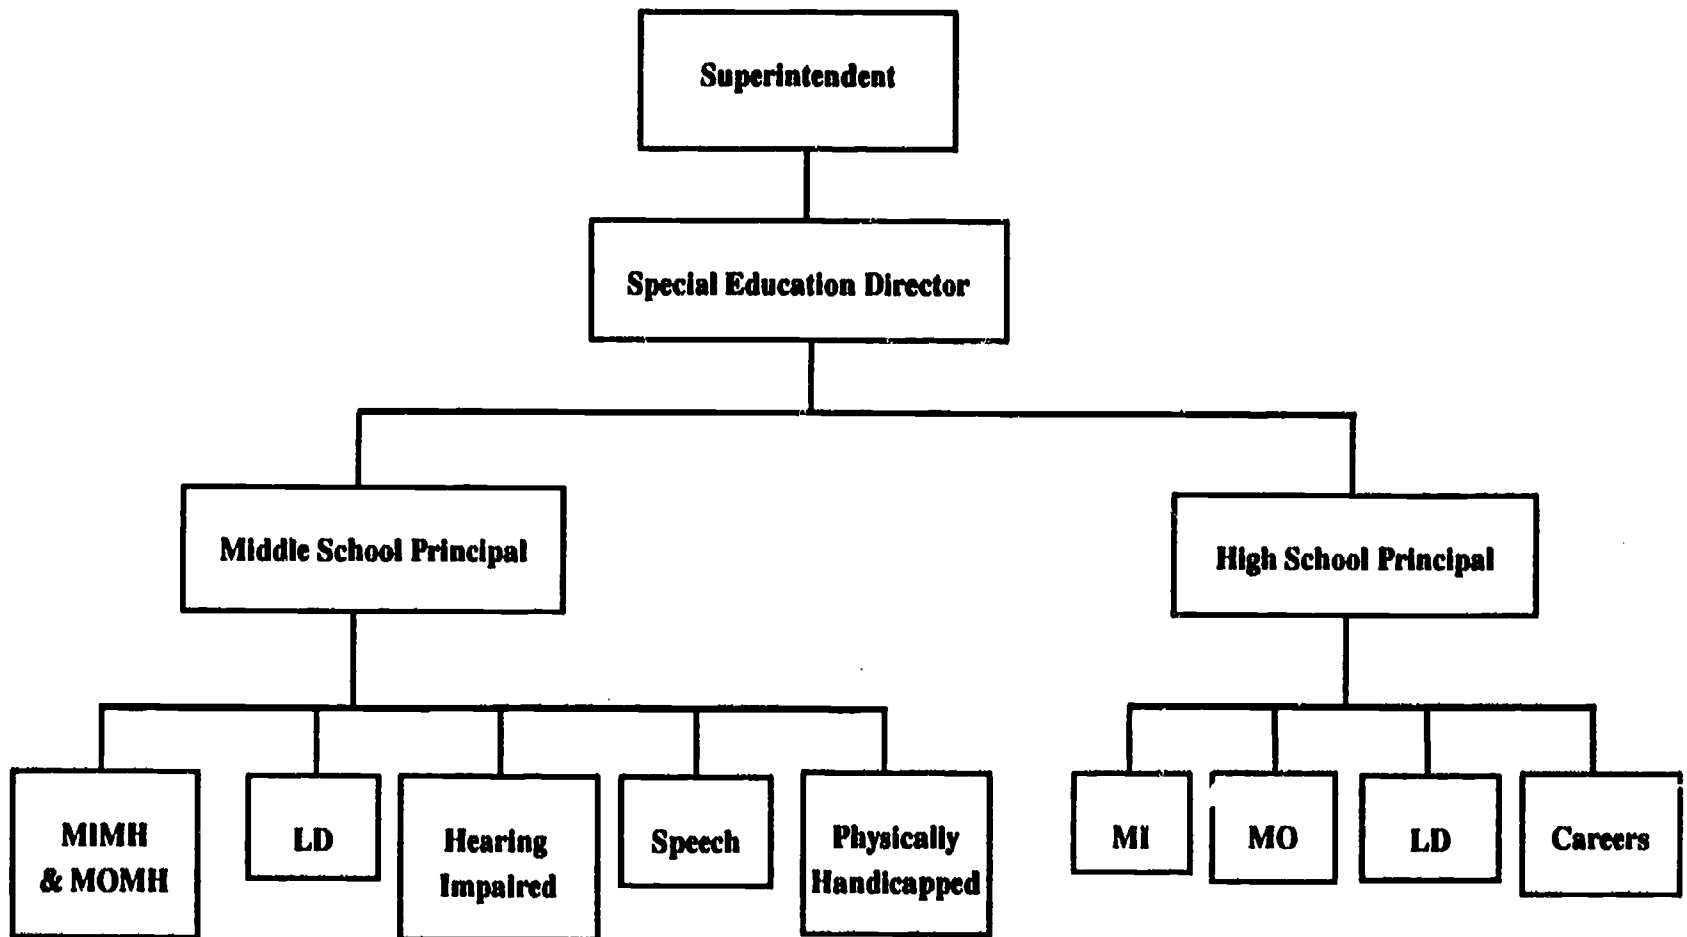 Superintendent
Special Education Director
Middle School Principal
High School Principal
MIMH
& MOMH
LD
Hearing
Impaired
Speech
Physically
Handicapped
MI
MO
LD
Careers